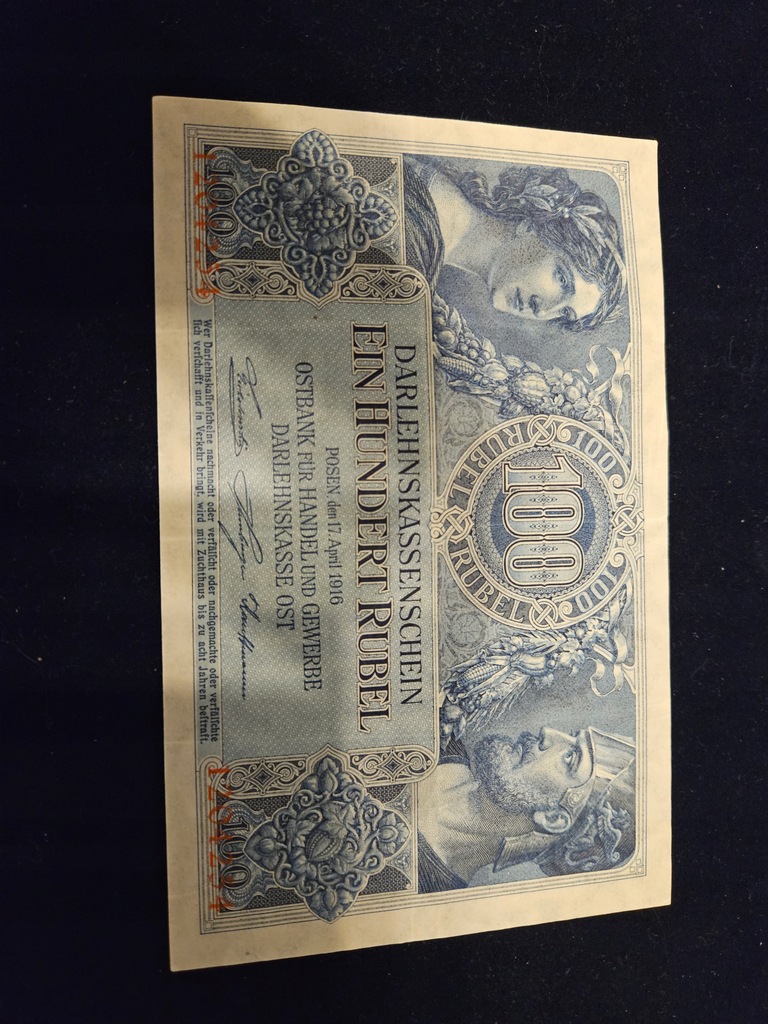 100
RUBEL
100
100
RUBEL
DARLEHNSKASSENSCHEIN
EIN HUNDERT RUBEL
POSEN den 17. April 1916
OSTBANK FÜR HANDEL UND GEWERBE
DARLEHNSKASSE OST
100
100
Wer Darlehnskassenscheine nachmacht oder verfälscht oder nachgemachte oder verfälschte
sich verschafft und in Verkehr bringt, wird mit Zuchthaus bis zu acht Jahren bestraft.